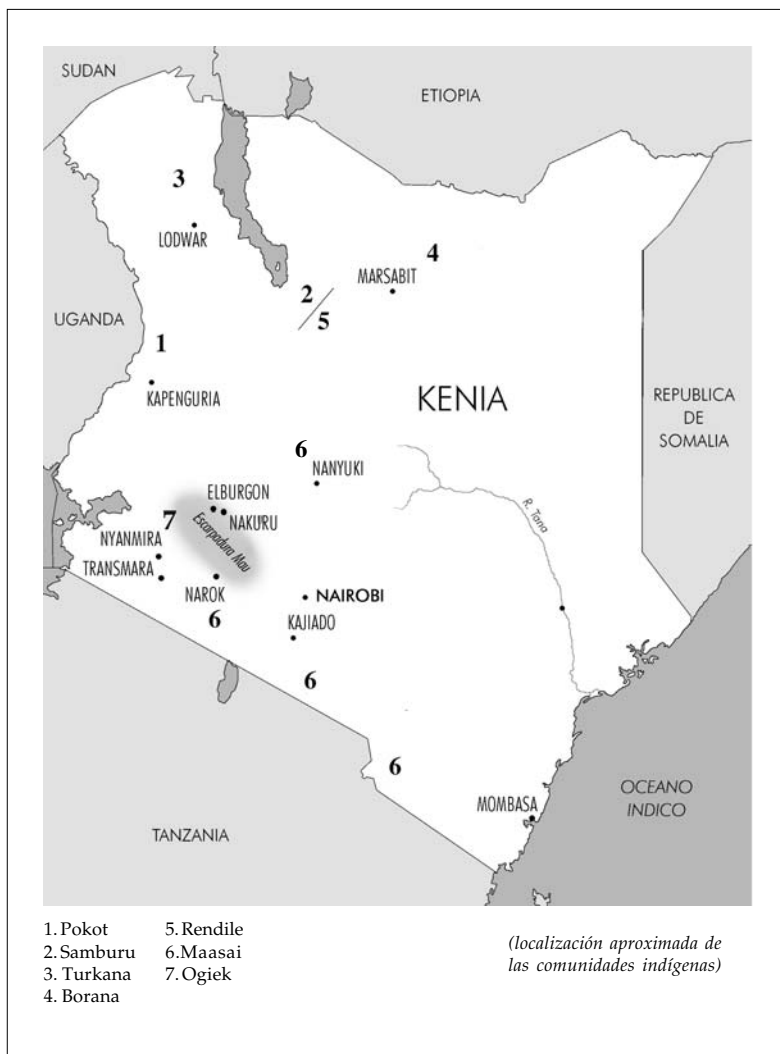 SUDAN
ETIOPIA
3
LODWAR
4
MARSABIT
2
5
UGANDA
1
KAPENGURIA
KENIA
REPUBLICA
DE
SOMALIA
6
NANYUKI
ELBURGON
NAKURU
7
Escarpadura Mau
R. Tana
NYANMIRA
TRANSMARA
NAROK
NAIROBI
6
KAJIADO
6
6
MOMBASA
OCEANO
INDICO
TANZANIA
1. Pokot
2. Samburu
3. Turkana
4. Borana
5. Rendile
6. Maasai
7. Ogiek
(localización aproximada de
las comunidades indígenas)